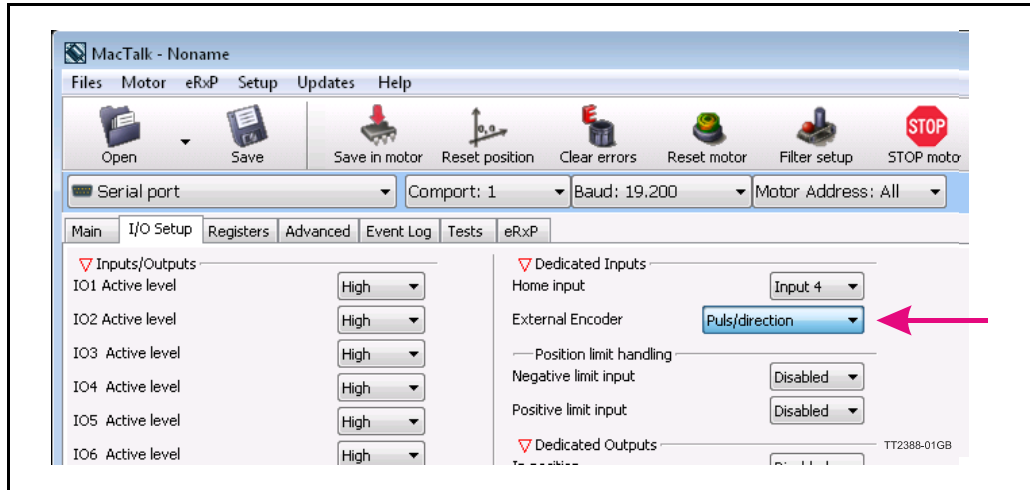 MacTalk - Noname
Files Motor eRxP Setup Updates Help
Open Save Save in motor Reset position Clear errors Reset motor Filter setup STOP moto
Serial port Comport: 1 Baud: 19.200 Motor Address: All
Main I/O Setup Registers Advanced Event Log Tests eRxP
Inputs/Outputs
IO1 Active level High
IO2 Active level High
IO3 Active level High
IO4 Active level High
IO5 Active level High
IO6 Active level High
Dedicated Inputs
Home input Input 4
External Encoder Puls/direction
Position limit handling
Negative limit input Disabled
Positive limit input Disabled
Dedicated Outputs
TT2388-01GB